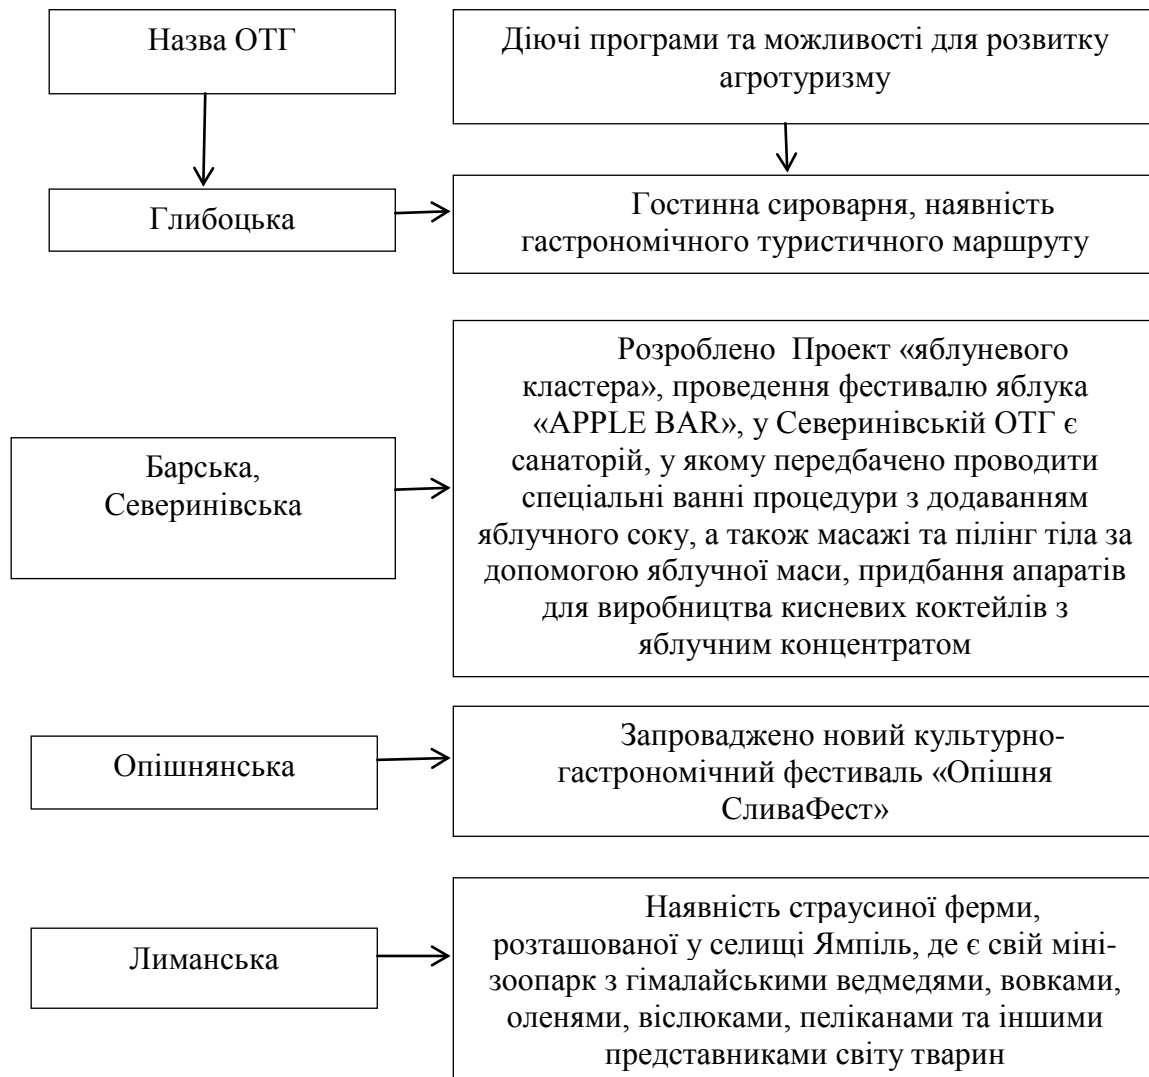 Назва ОТГ
Діючі програми та можливості для розвитку
агротуризму
Глибоцька
Гостинна сироварня, наявність
гастрономічного туристичного маршруту
Барська,
Северинівська
Розроблено Проект «яблуневого
кластера», проведення фестивалю яблука
«APPLE BAR», у Северинівській ОТГ є
санаторій, у якому передбачено проводити
спеціальні ванні процедури з додаванням
яблучного соку, а також масажі та пілінг тіла за
допомогою яблучної маси, придбання апаратів
для виробництва кисневих коктейлів з
яблучним концентратом
Опішнянська
Запроваджено новий культурно-
гастрономічний фестиваль «Опішня
СливаФест»
Лиманська
Наявність страусиної ферми,
розташованої у селищі Ямпіль, де є свій міні-
зоопарк з гімалайськими ведмедями, вовками,
оленями, віслюками, пеліканами та іншими
представниками світу тварин